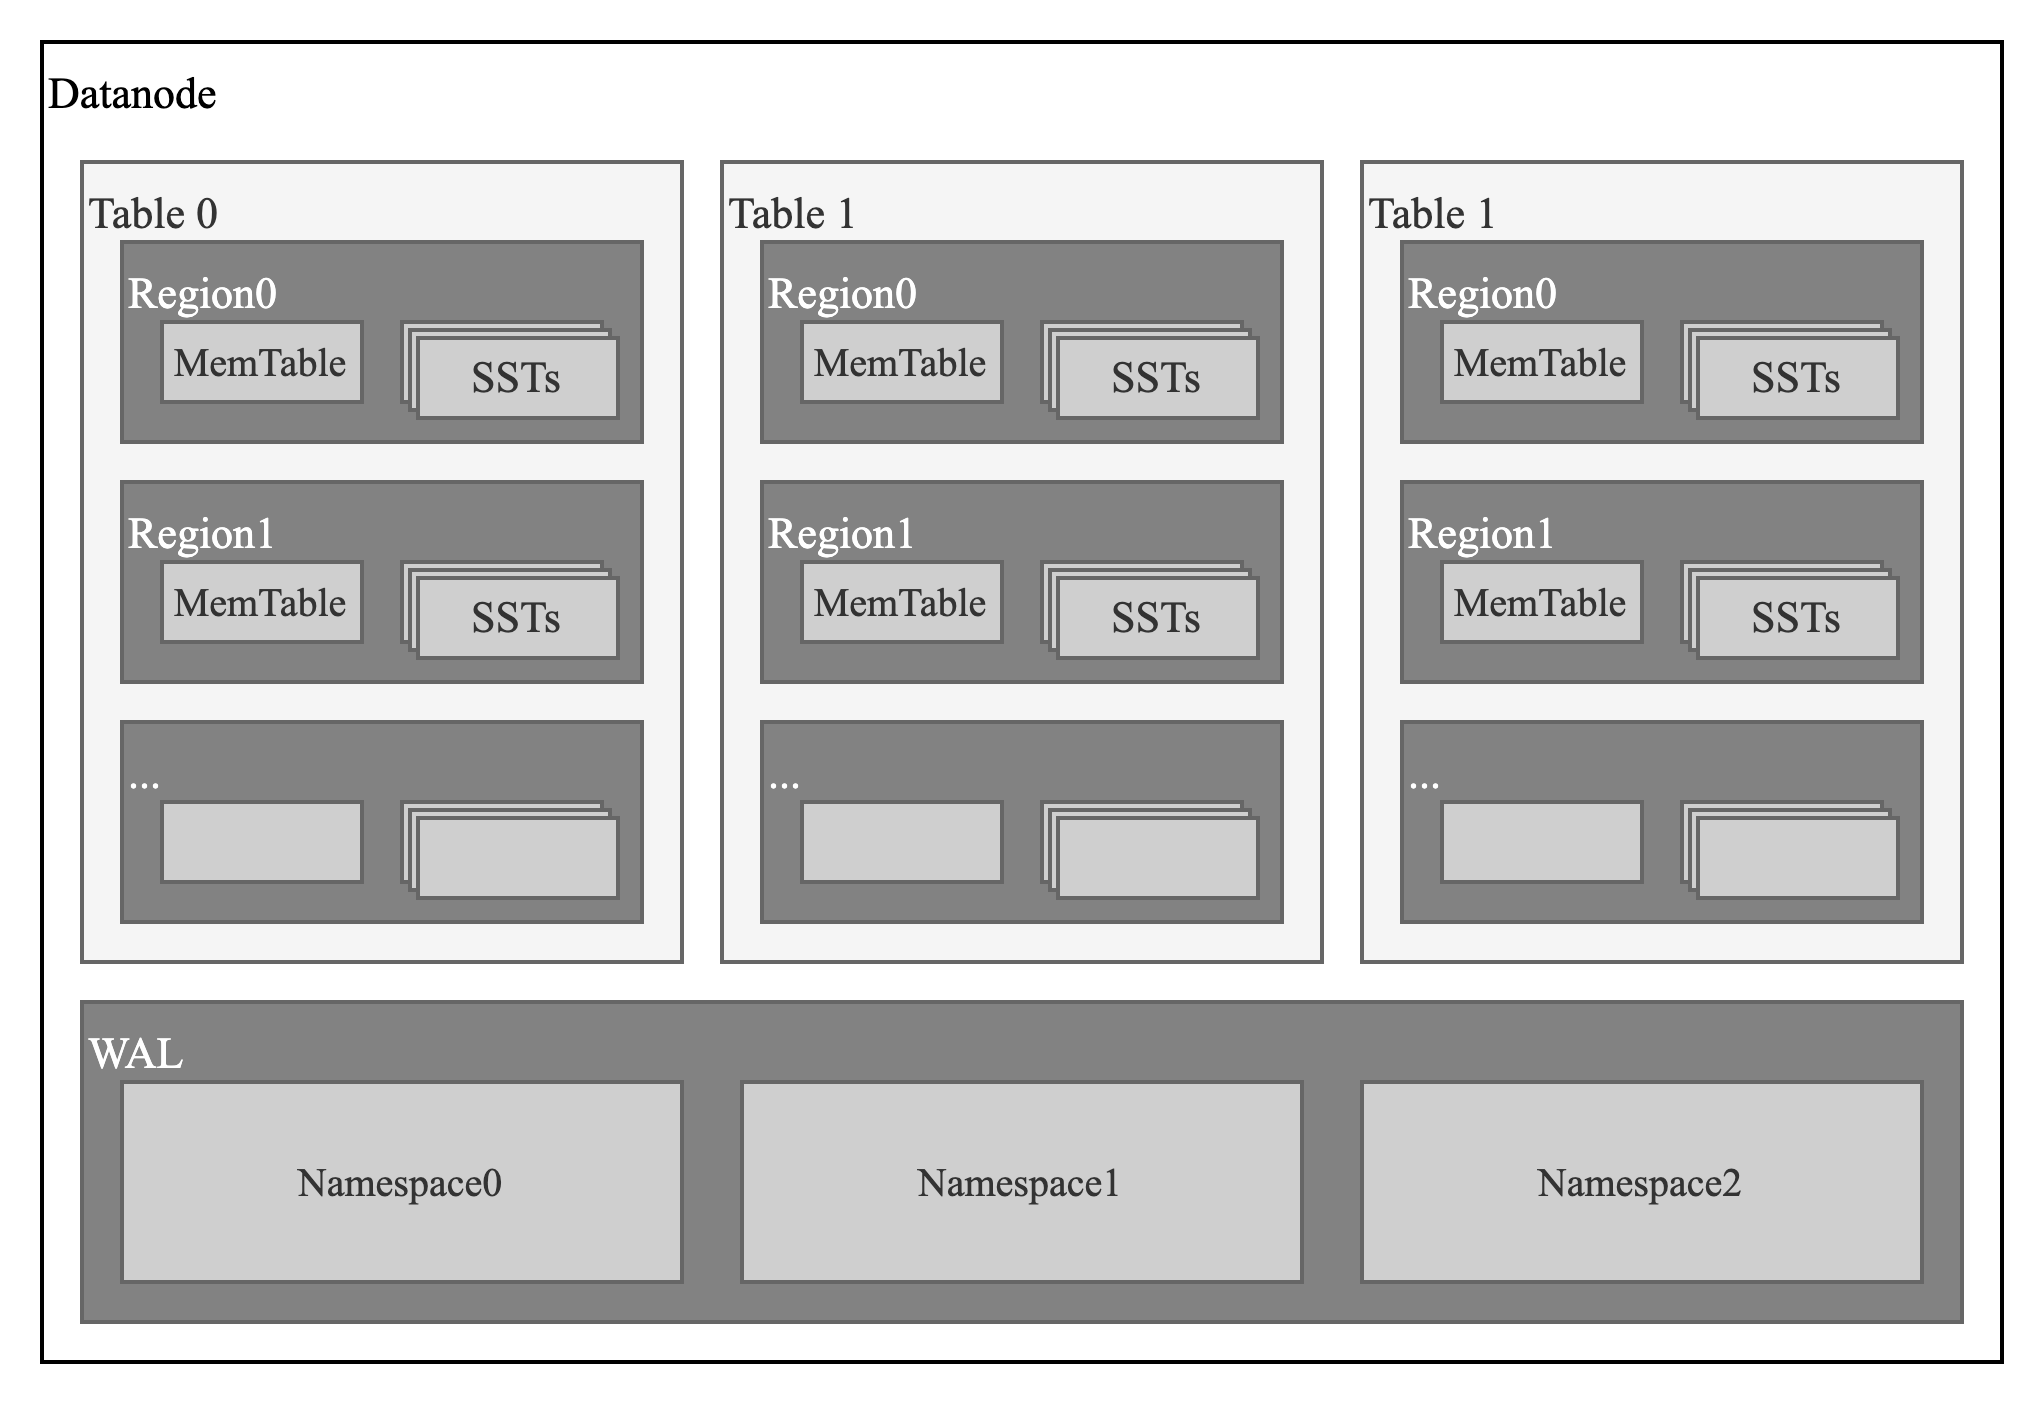 Datanode
Table 0
Region0
MemTable
SSTs
Region1
MemTable
SSTs
...
Table 1
Region0
MemTable
SSTs
Region1
MemTable
SSTs
...
Table 1
Region0
MemTable
SSTs
Region1
MemTable
SSTs
...
WAL
Namespace0
Namespace1
Namespace2